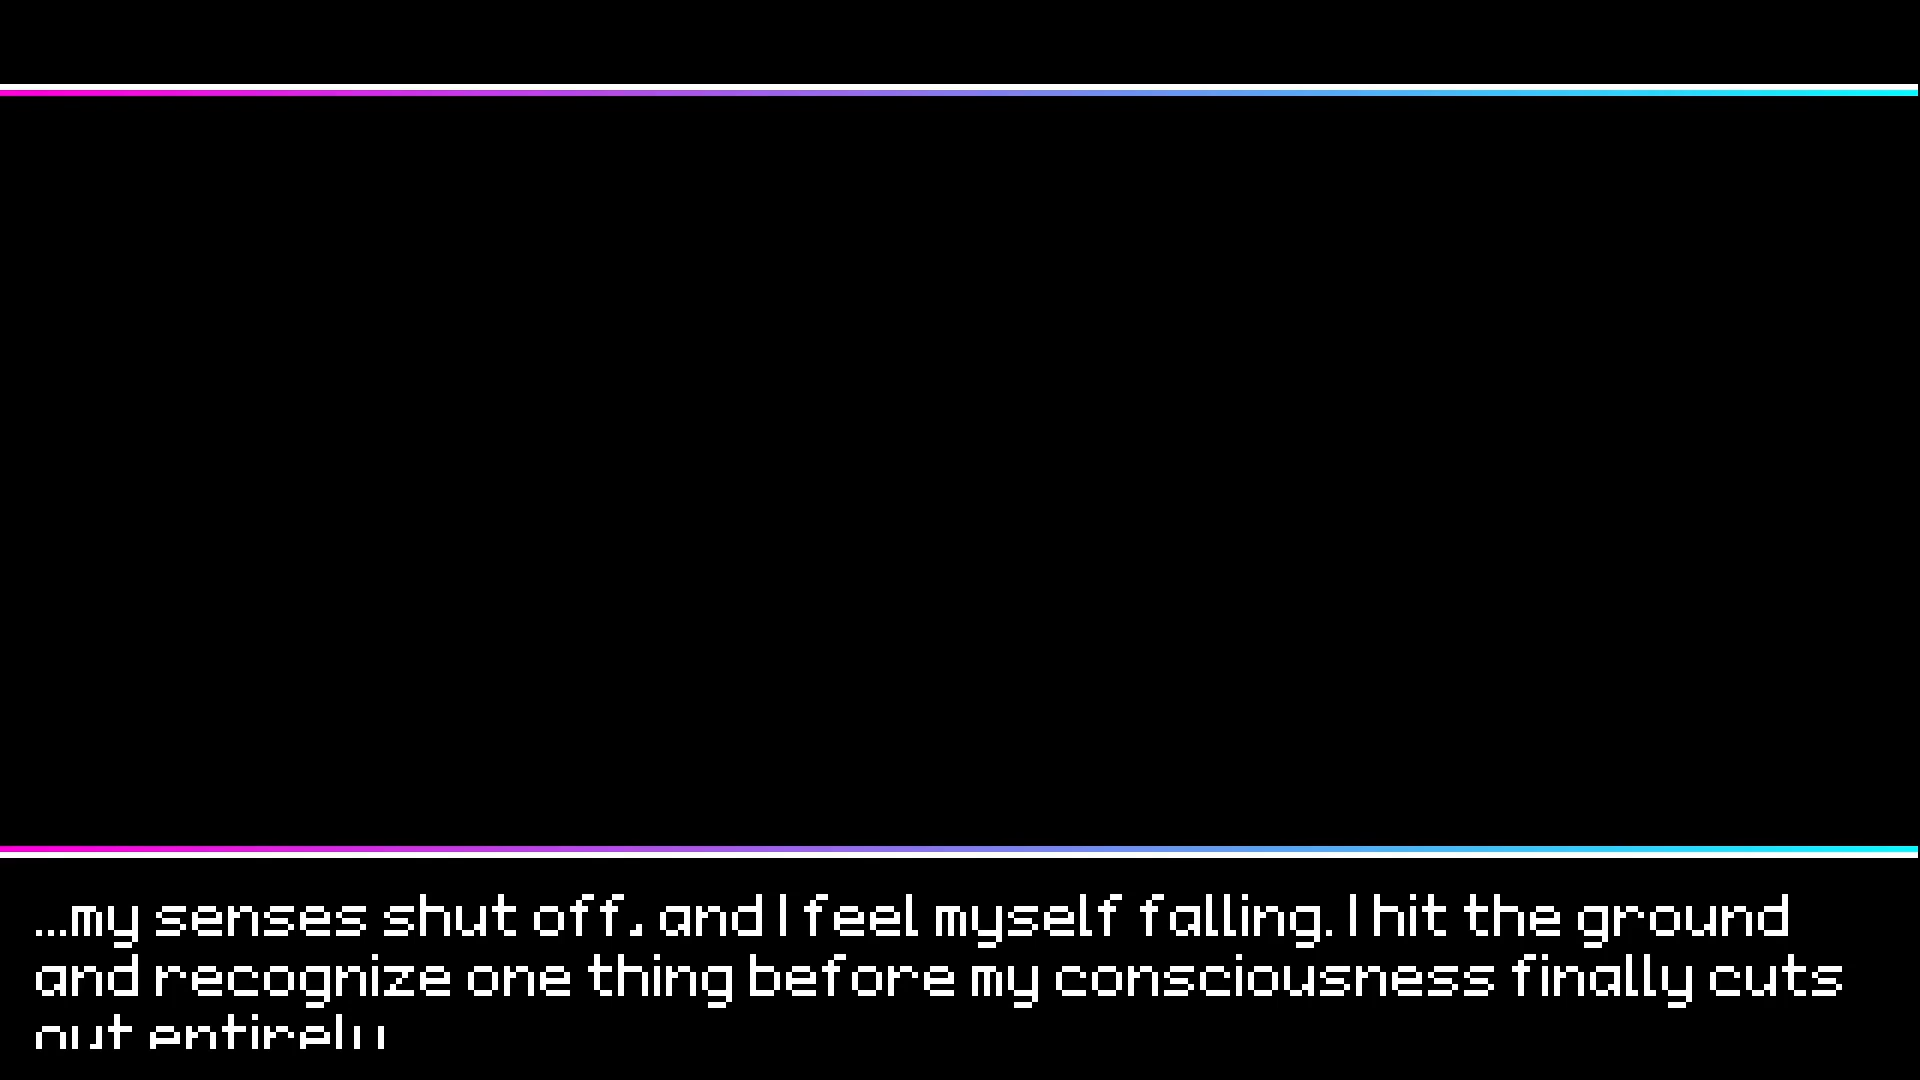 ...my senses shut off, and I feel myself falling. I hit the ground
and recognize one thing before my consciousness finally cuts
out entirely